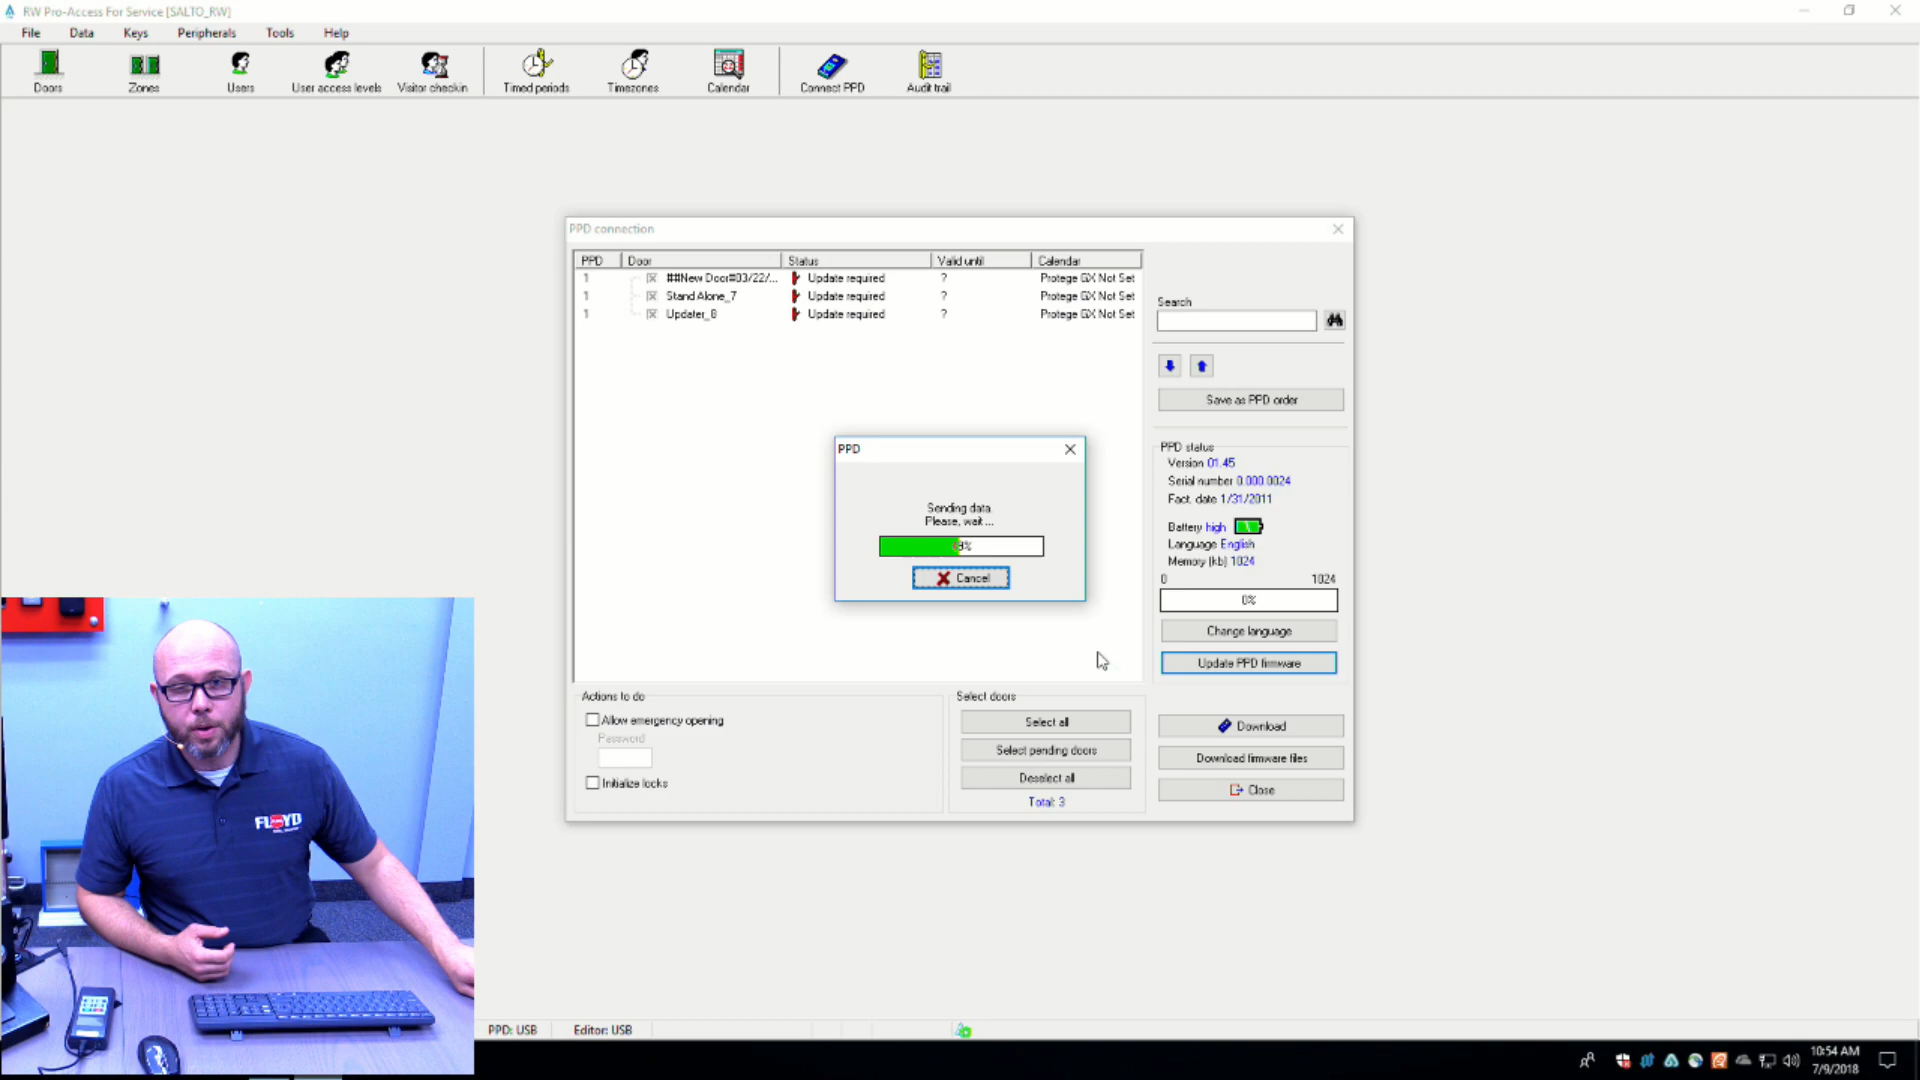 RW Pro-Access For Service [SALTO_RW]
File Data Keys Peripherals Tools Help
Doors Zones Users User access levels Visitor checkin Timed periods Timezones Calendar Connect PPD Audit trail
PPD connection
PPD Door Status Valid until Calendar
1 ##New Door#03/22/... Update required ? Protege GX Not Set
1 Stand Alone_7 Update required ? Protege GX Not Set
1 Updater_8 Update required ? Protege GX Not Set
Search
Save as PPD order
PPD status
Version 01.45
Serial number 0.000.0024
Fact. date 1/31/2011
Battery high
Language English
Memory (kb) 1024
0 1024
0%
Change language
Update PPD firmware
PPD
Sending data.
Please, wait ...
Cancel
Actions to do
Allow emergency opening
Password
Initialize locks
Select doors
Select all
Select pending doors
Deselect all
Total: 3
Download
Download firmware files
Close
FLOYD
PPD: USB Editor: USB
10:54 AM
7/9/2018